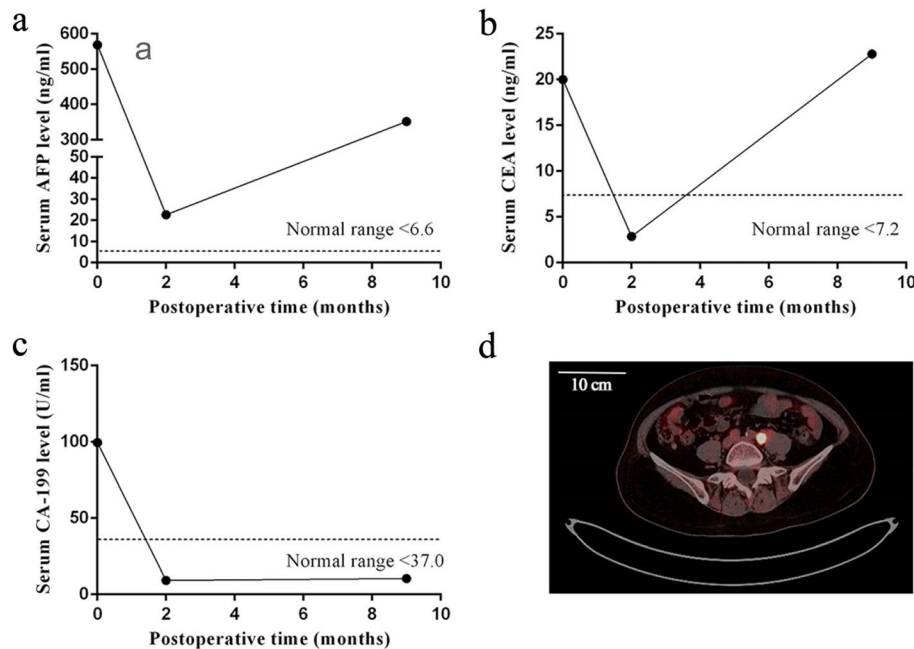 a
a
Serum AFP level (ng/ml)
600
500
400
300
50
40
30
20
10
0
Normal range <6.6
0 2 4 6 8 10
Postoperative time (months)
b
Serum CEA level (ng/ml)
25
20
15
10
5
0
Normal range <7.2
0 2 4 6 8 10
Postoperative time (months)
c
Serum CA-199 level (U/ml)
150
100
50
0
Normal range <37.0
0 2 4 6 8 10
Postoperative time (months)
d
10 cm